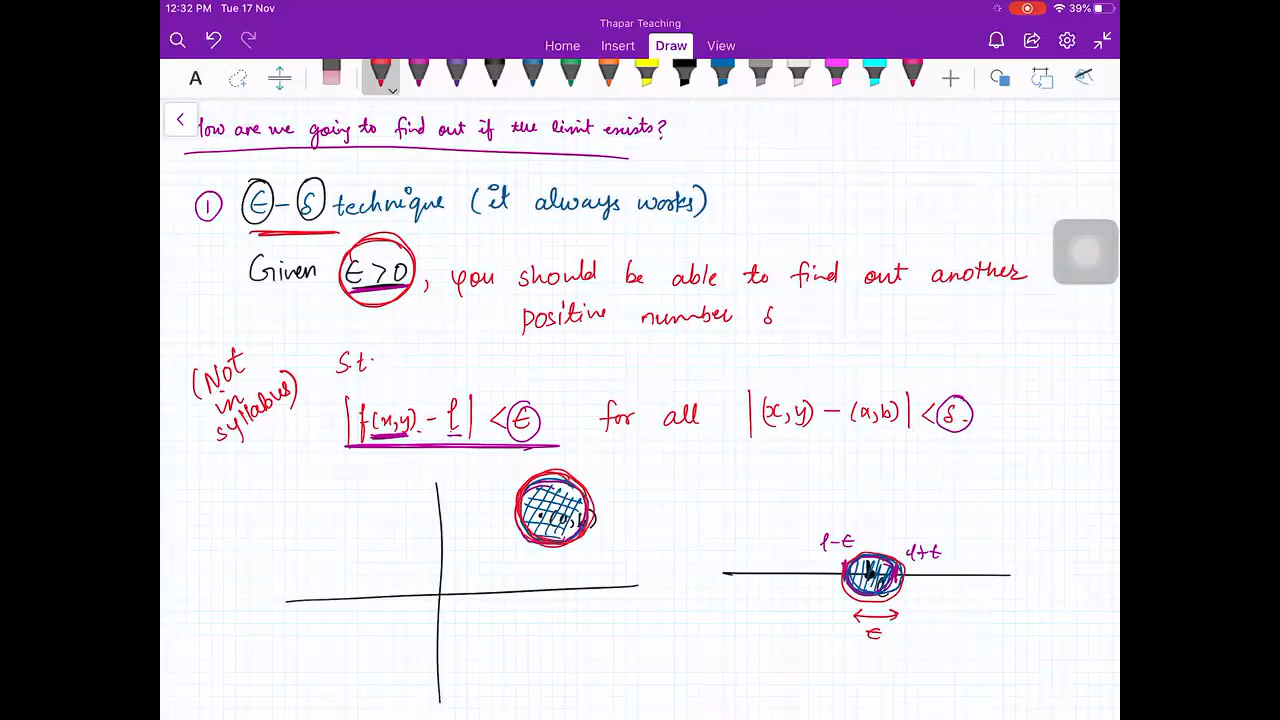 12:32 PM Tue 17 Nov
39%
Thapar Teaching
Home Insert Draw View
A
How are we going to find out if the limit exists?
① ε-δ technique (it always works)
Given ε > 0, you should be able to find out another
positive number δ
(Not
in
syllabus)
S.t.
|f(x,y) - l| < ε for all |(x,y) - (a,b)| < δ.
(a,b)
l-ε l+ε
l
ε